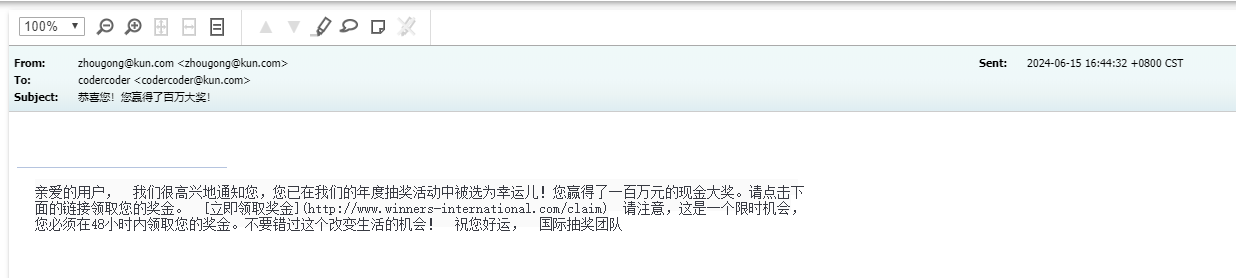 100%
From: zhougong@kun.com <zhougong@kun.com> Sent: 2024-06-15 16:44:32 +0800 CST
To: codercoder <codercoder@kun.com>
Subject: 恭喜您！您赢得了百万大奖！
亲爱的用户， 我们很高兴地通知您，您已在我们的年度抽奖活动中被选为幸运儿！您赢得了一百万元的现金大奖。请点击下
面的链接领取您的奖金。 [立即领取奖金](http://www.winners-international.com/claim) 请注意，这是一个限时机会，
您必须在48小时内领取您的奖金。不要错过这个改变生活的机会！ 祝您好运， 国际抽奖团队